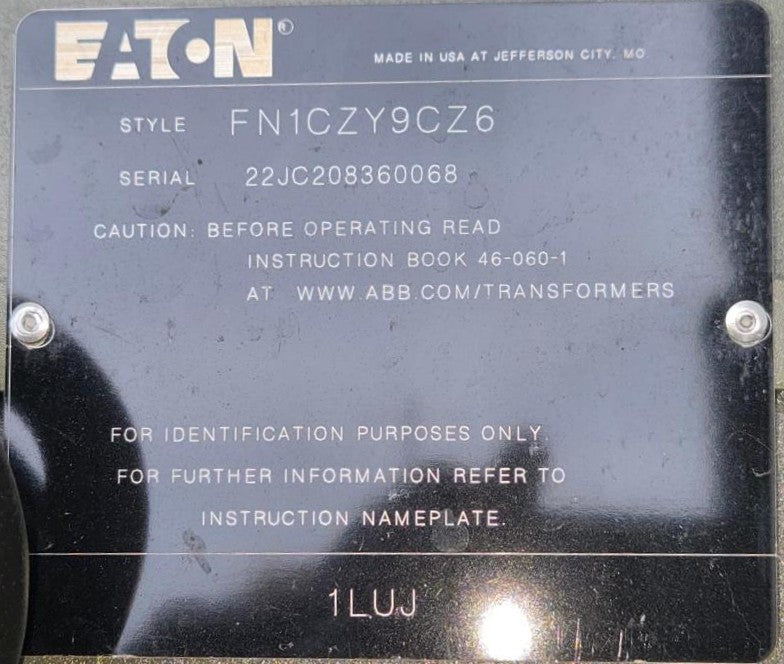 EATON®
MADE IN USA AT JEFFERSON CITY, MO
STYLE FN1CZY9CZ6
SERIAL 22JC208360068
CAUTION: BEFORE OPERATING READ
INSTRUCTION BOOK 46-060-1
AT WWW.ABB.COM/TRANSFORMERS
FOR IDENTIFICATION PURPOSES ONLY.
FOR FURTHER INFORMATION REFER TO
INSTRUCTION NAMEPLATE.
1LUJ